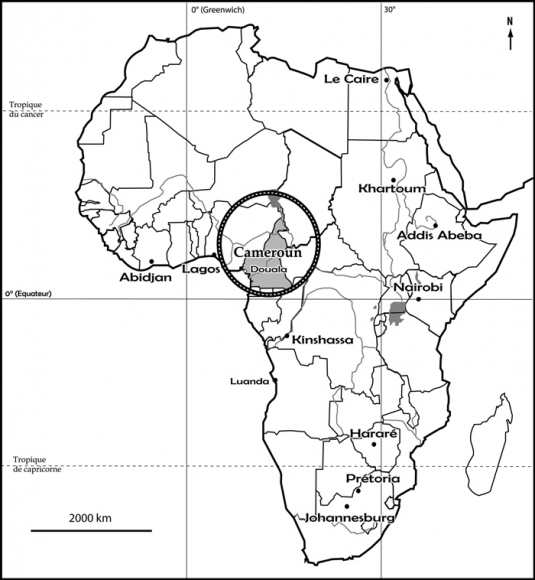 0° (Greenwich)
30°
N
Le Caire
Tropique
du cancer
Khartoum
Addis Abeba
Cameroun
Lagos
Douala
Abidjan
Nairobi
0° (Equateur)
Kinshassa
Luanda
Hararé
Tropique
de capricorne
Prétoria
2000 km
Johannesburg